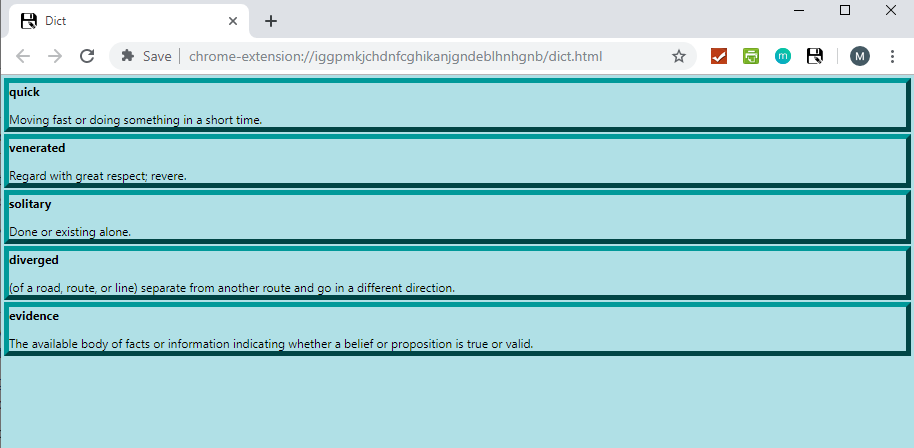 Dict
Save
chrome-extension://iggpmkjchdnfcghikanjgndeblhnhgnb/dict.html
m
M
quick
Moving fast or doing something in a short time.
venerated
Regard with great respect; revere.
solitary
Done or existing alone.
diverged
(of a road, route, or line) separate from another route and go in a different direction.
evidence
The available body of facts or information indicating whether a belief or proposition is true or valid.